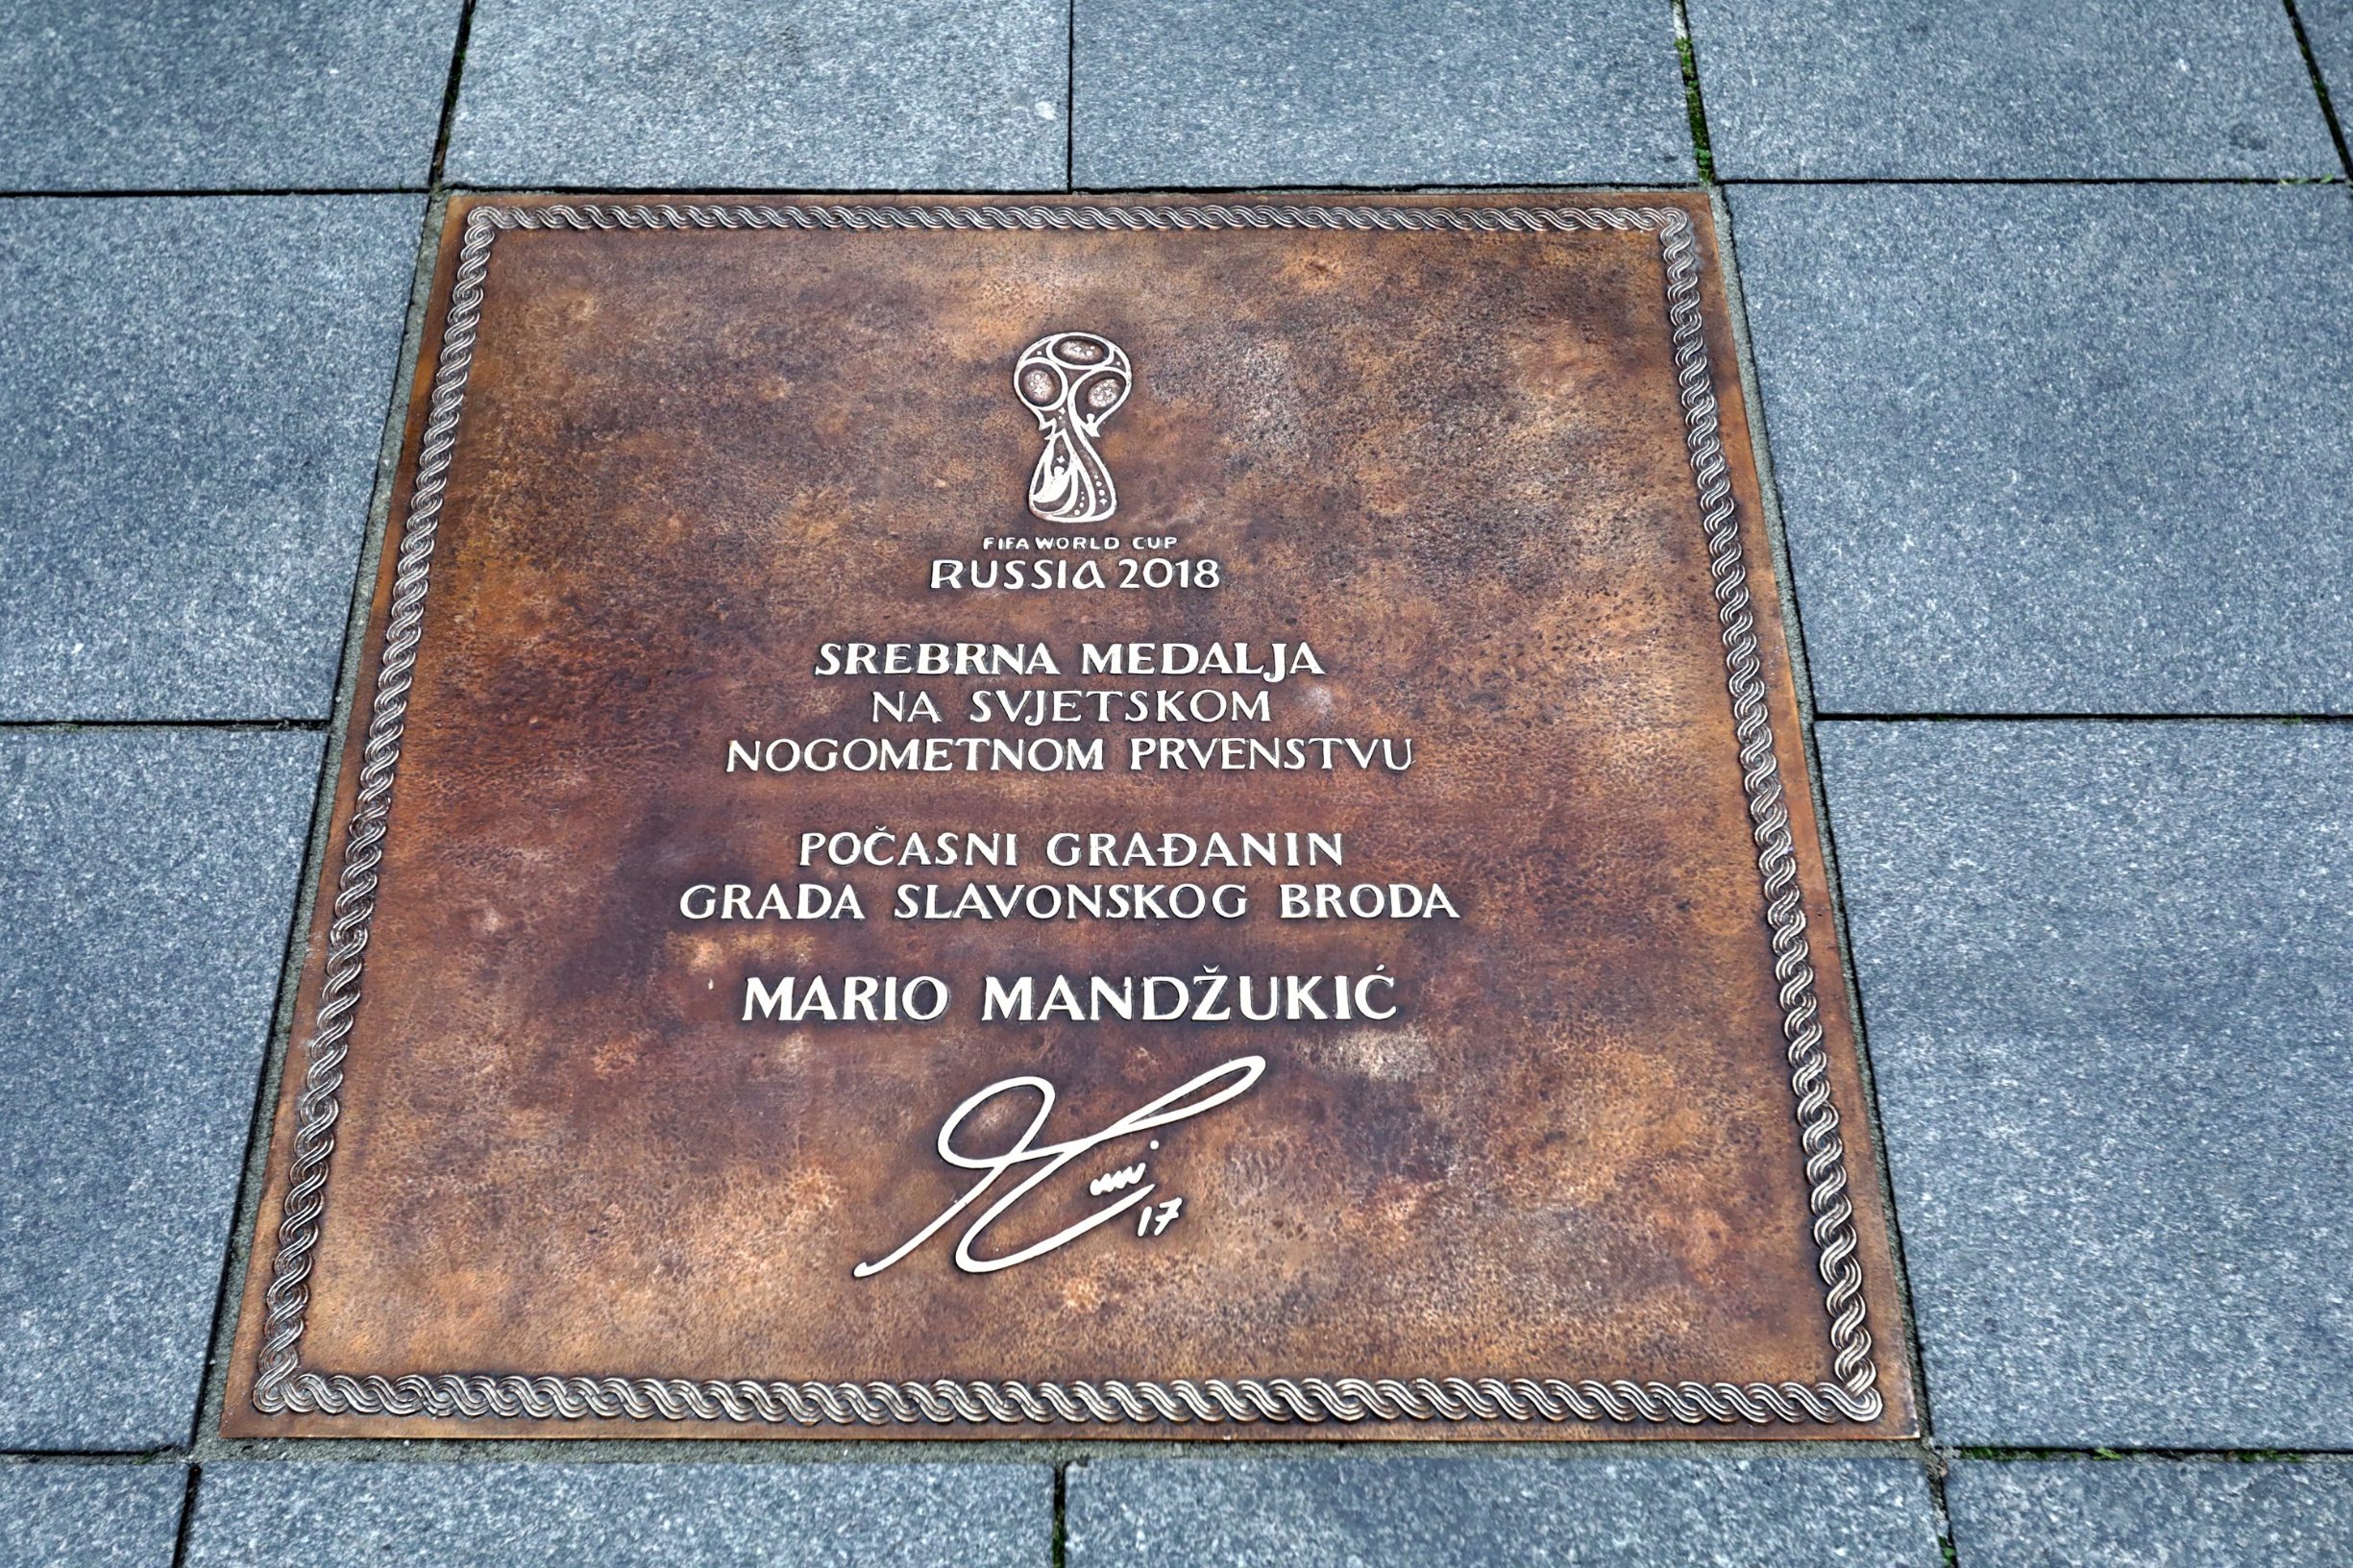 FIFA WORLD CUP
RUSSIA 2018
SREBRNA MEDALJA
NA SVJETSKOM
NOGOMETNOM PRVENSTVU
POČASNI GRAĐANIN
GRADA SLAVONSKOG BRODA
MARIO MANDŽUKIĆ
17